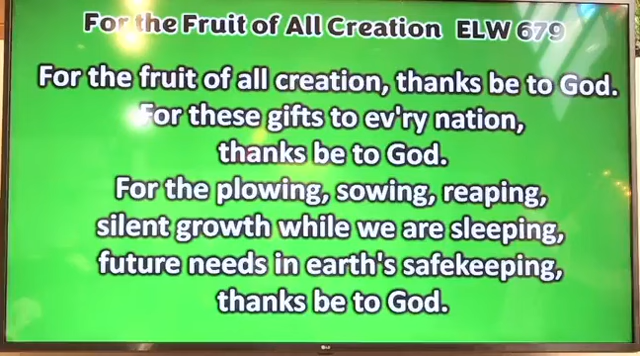 For the Fruit of All Creation ELW 679
For the fruit of all creation, thanks be to God.
For these gifts to ev'ry nation,
thanks be to God.
For the plowing, sowing, reaping,
silent growth while we are sleeping,
future needs in earth's safekeeping,
thanks be to God.
LG